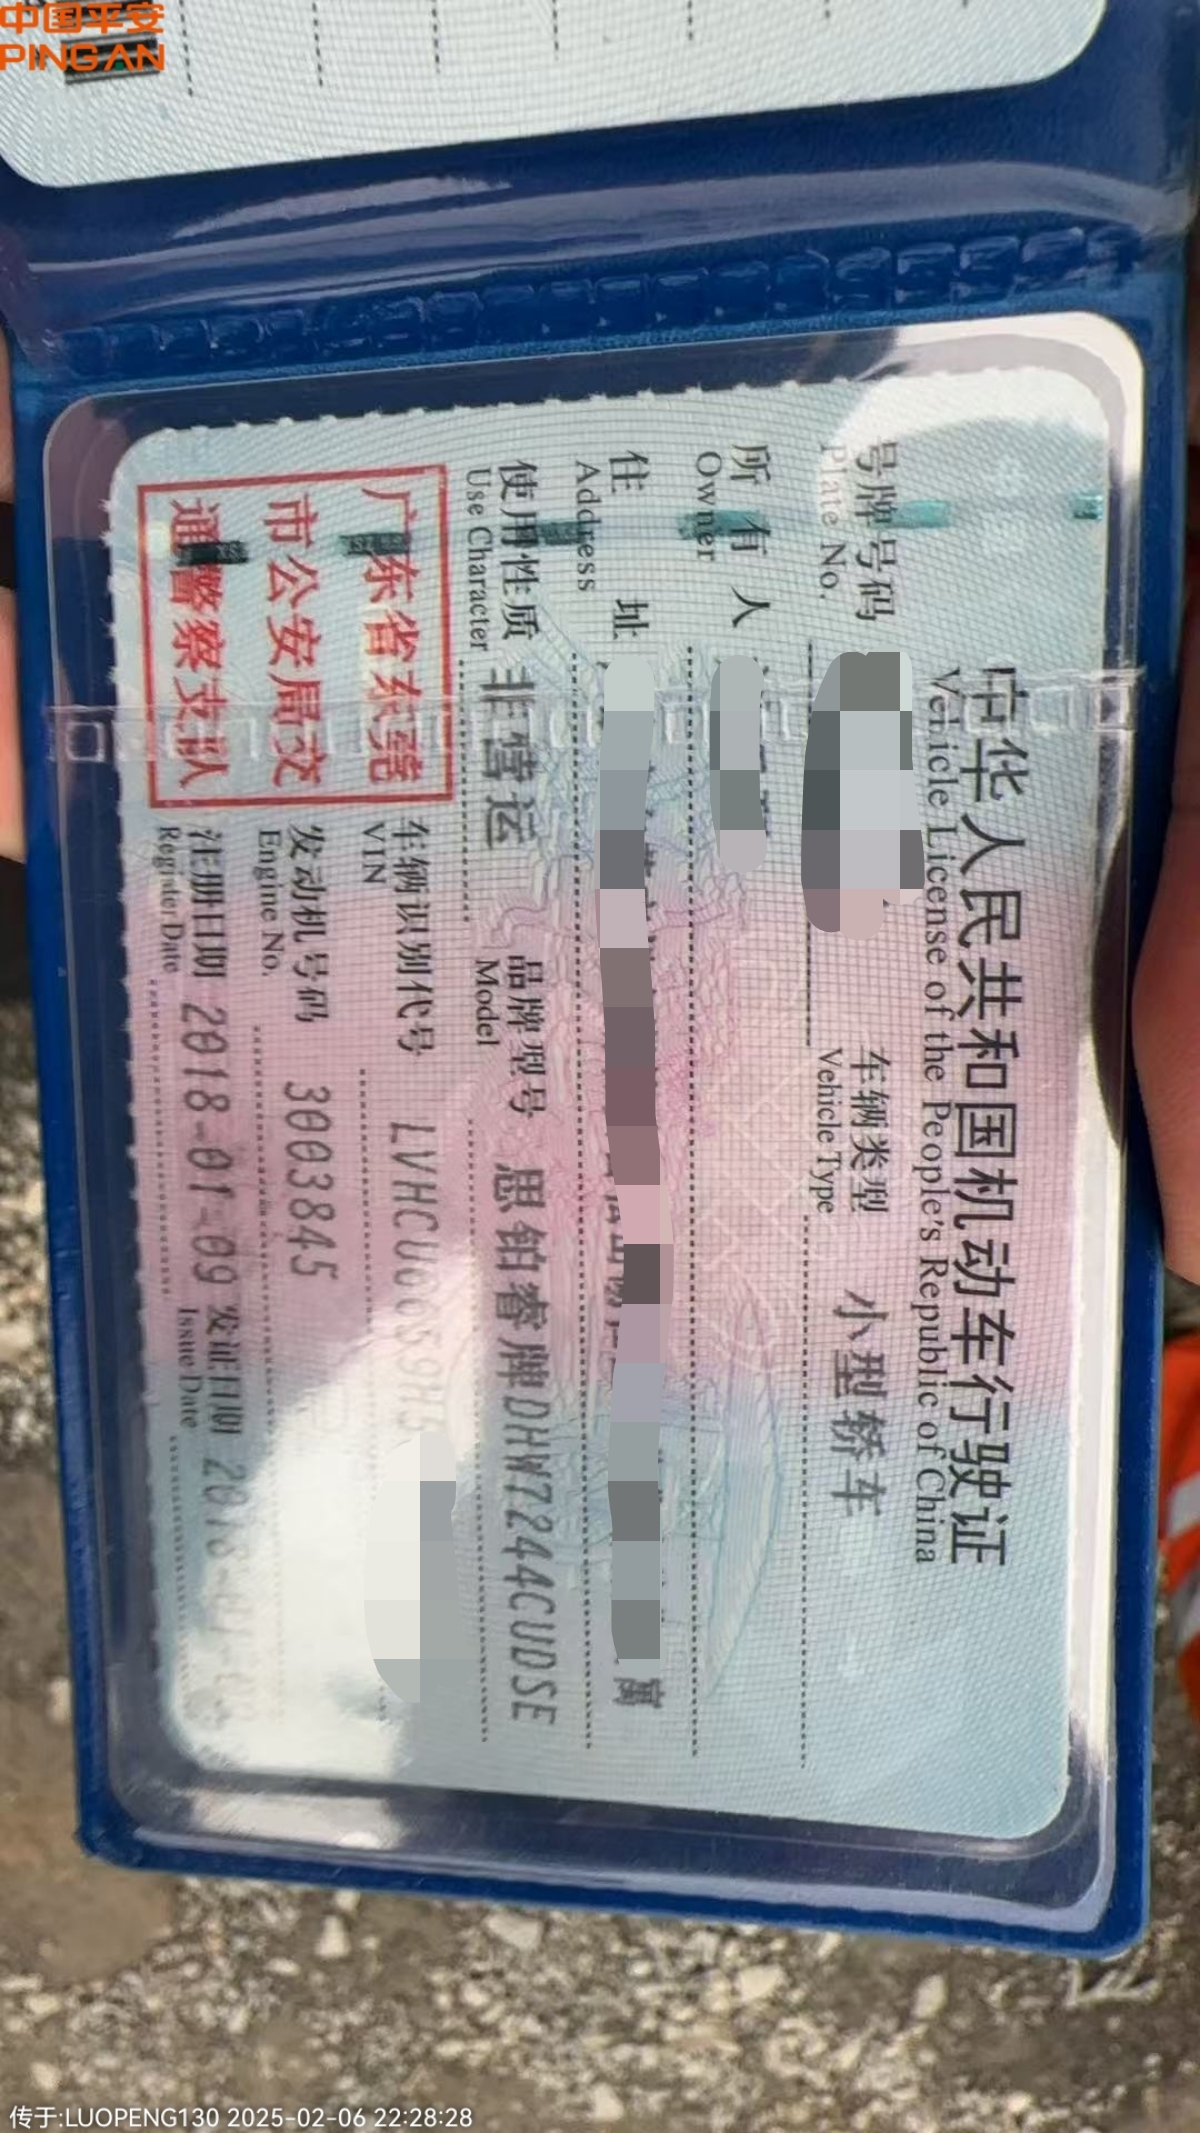 中国平安
PING AN
中华人民共和国机动车行驶证
Vehicle License of the People's Republic of China
号牌号码
Plate No.
车辆类型 小型轿车
Vehicle Type
所有人
Owner
住址
Address
使用性质 非营运 品牌型号 思铂睿牌DHW7244CUDSE
Use Character Model
广东省东莞
市公安局交
通警察支队
车辆识别代号
VIN
发动机号码 3003845
Engine No.
注册日期 2018-01-09 发证日期
Register Date Issue Date
传于:LUOPENG130 2025-02-06 22:28:28